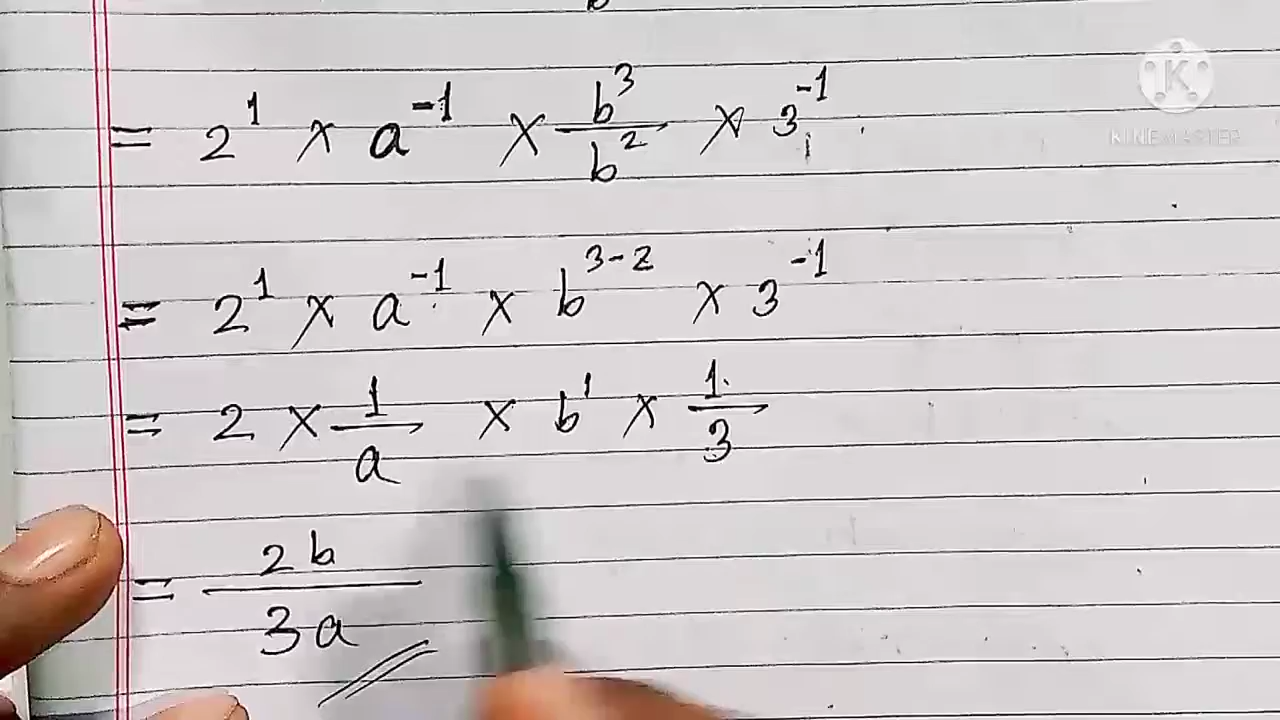 = 2^1 × a^-1 × b^3/b^2 × 3^-1
= 2^1 × a^-1 × b^3-2 × 3^-1
= 2 × 1/a × b^1 × 1/3
= 2b/3a
K
KINEMASTER